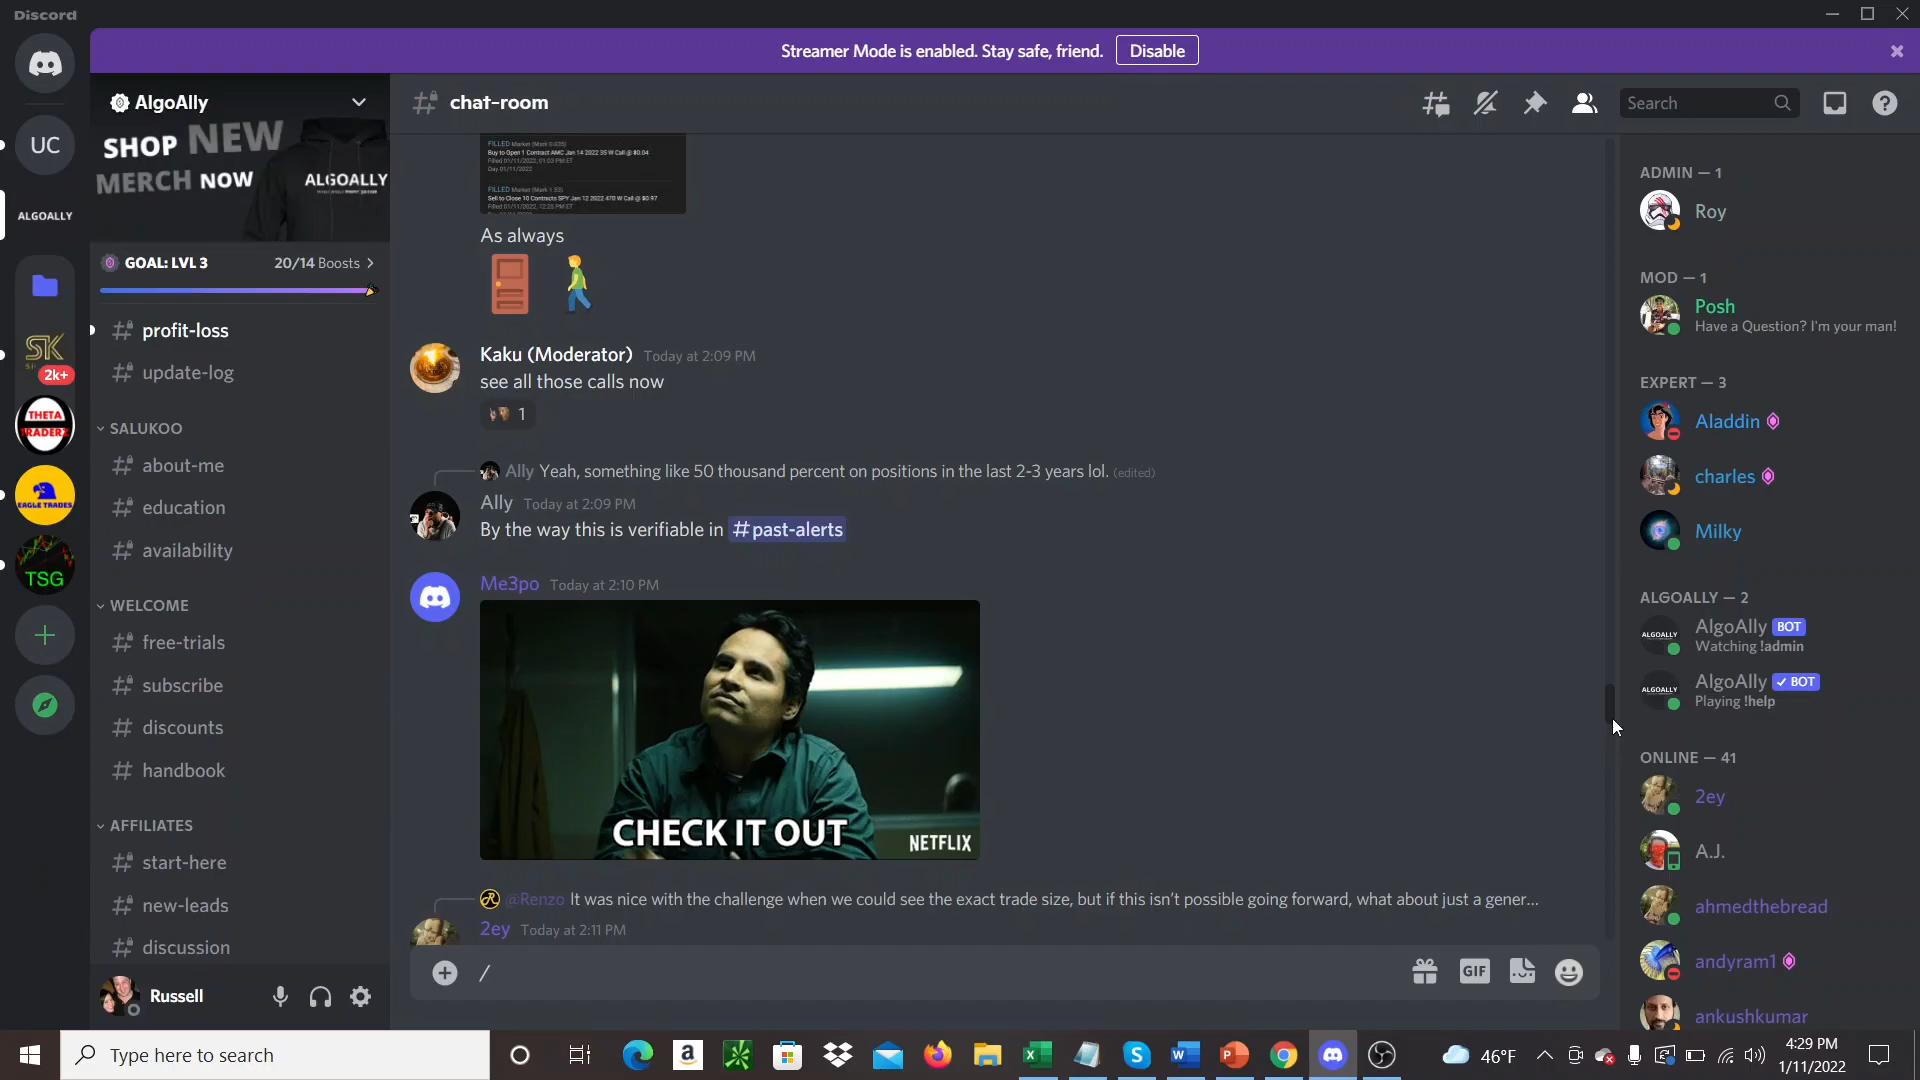 Discord
Streamer Mode is enabled. Stay safe, friend. Disable
AlgoAlly
SHOP NEW
MERCH NOW
ALGOALLY
GOAL: LVL 3 20/14 Boosts
profit-loss
update-log
SALUKOO
about-me
education
availability
WELCOME
free-trials
subscribe
discounts
handbook
AFFILIATES
start-here
new-leads
discussion
Russell
UC
ALGOALLY
SK
2k+
THETA
TRADERZ
EAGLE TRADES
TSG
chat-room
Search
FILLED Market (Mark 0.035)
Buy to Open 1 Contract AMC Jan 14 2022 35 W Call @ $0.04
Filled 01/11/2022, 01:03 PM ET
Day 01/11/2022
FILLED Market (Mark 1.33)
Sell to Close 10 Contracts SPY Jan 12 2022 470 W Call @ $0.97
Filled 01/11/2022, 12:25 PM ET
As always
Kaku (Moderator) Today at 2:09 PM
see all those calls now
1
Ally Yeah, something like 50 thousand percent on positions in the last 2-3 years lol. (edited)
Ally Today at 2:09 PM
By the way this is verifiable in #past-alerts
Me3po Today at 2:10 PM
CHECK IT OUT
NETFLIX
@Renzo It was nice with the challenge when we could see the exact trade size, but if this isn't possible going forward, what about just a gener...
2ey Today at 2:11 PM
/
GIF
ADMIN — 1
Roy
MOD — 1
Posh
Have a Question? I'm your man!
EXPERT — 3
Aladdin
charles
Milky
ALGOALLY — 2
ALGOALLY
AlgoAlly BOT
Watching !admin
ALGOALLY
AlgoAlly ✓ BOT
Playing !help
ONLINE — 41
2ey
A.J.
ahmedthebread
andyram1
ankushkumar
Type here to search
46°F
4:29 PM
1/11/2022